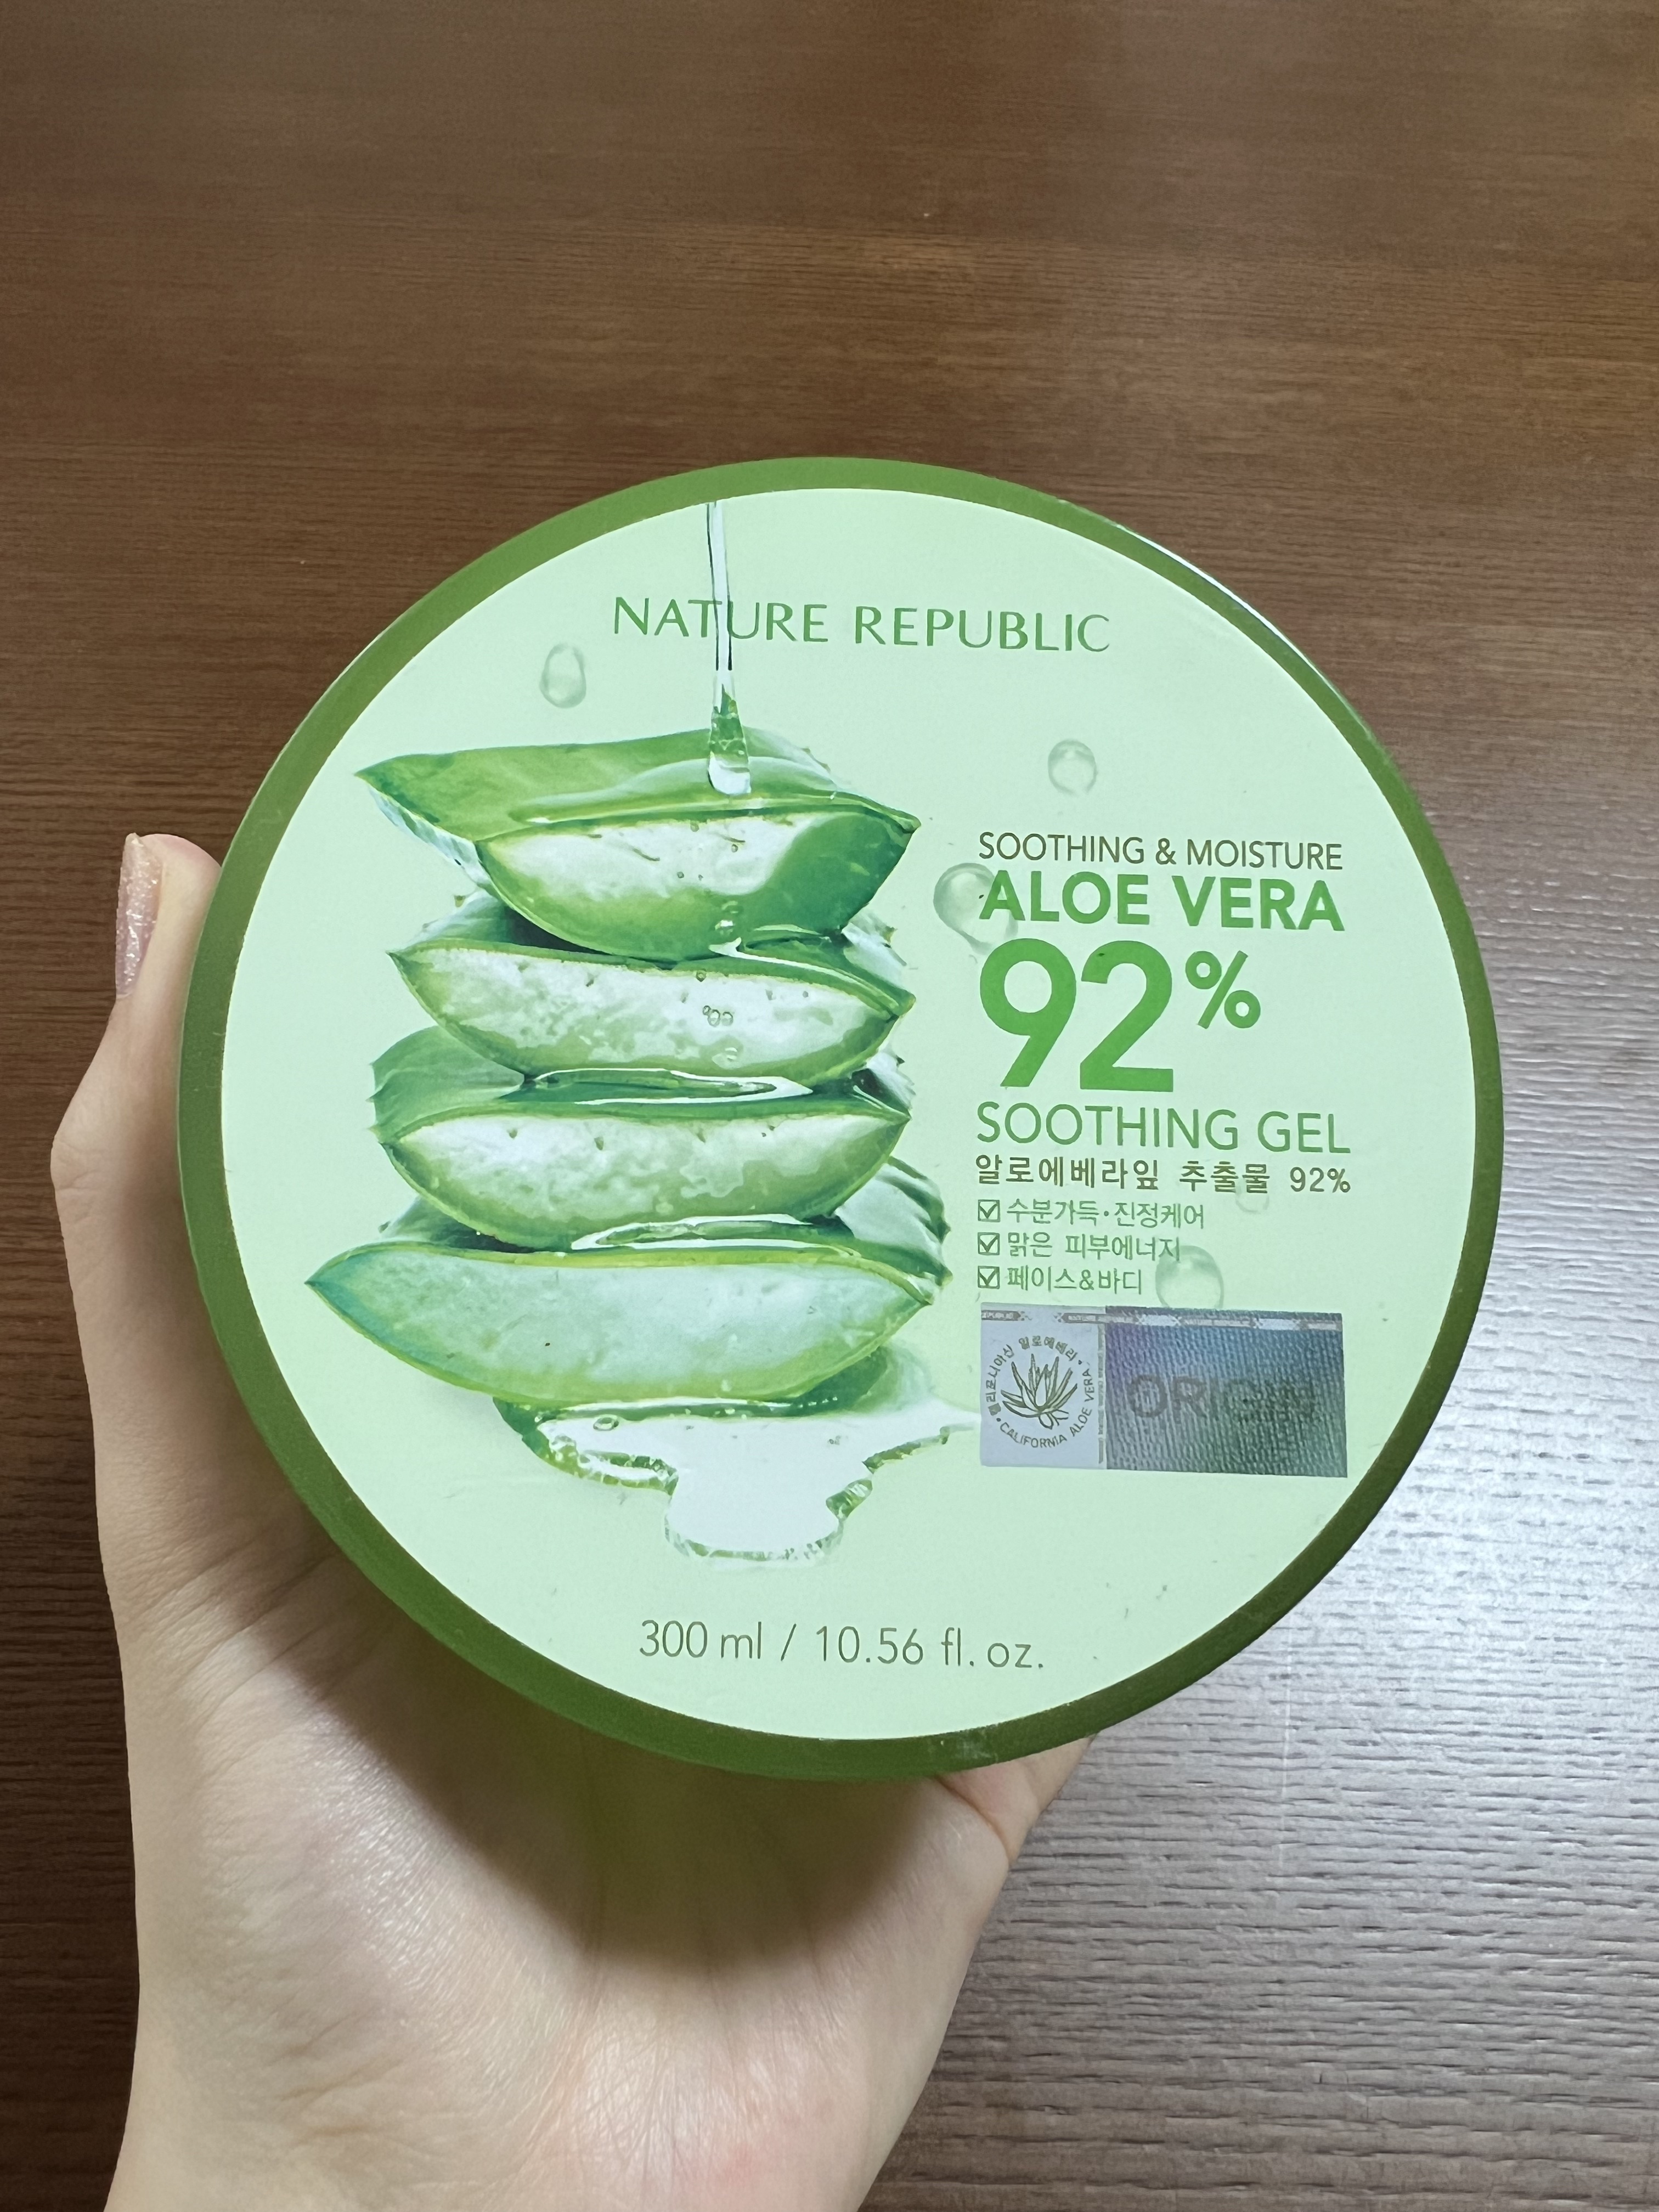 NATURE REPUBLIC
SOOTHING & MOISTURE
ALOE VERA
92%
SOOTHING GEL
알로에베라잎 추출물 92%
수분가득·진정케어
맑은 피부에너지
페이스&바디
캘리포니아산 알로에베라
CALIFORNIA ALOE VERA
300 ml / 10.56 fl. oz.